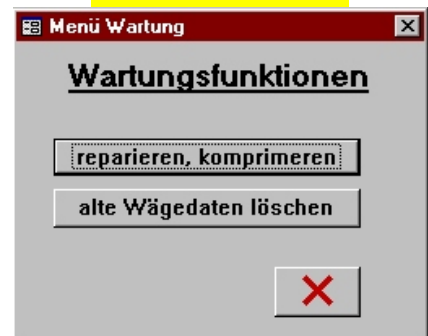 Menü Wartung
Wartungsfunktionen
reparieren, komprimeren
alte Wägedaten löschen